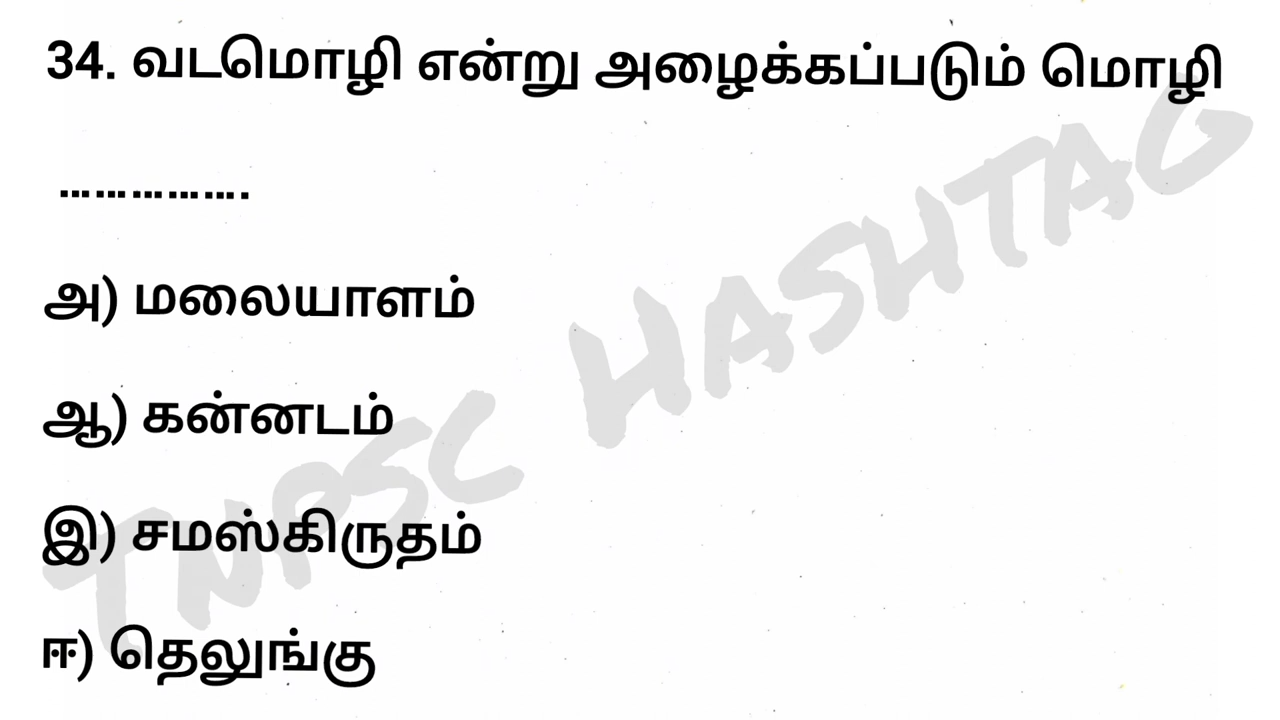 34. வடமொழி என்று அழைக்கப்படும் மொழி
…………….
அ) மலையாளம்
ஆ) கன்னடம்
இ) சமஸ்கிருதம்
ஈ) தெலுங்கு
TNPSC HASHTAG